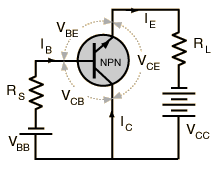 I_E
V_BE
I_B
NPN
R_L
V_CE
R_S
V_CB
V_BB
I_C
V_CC